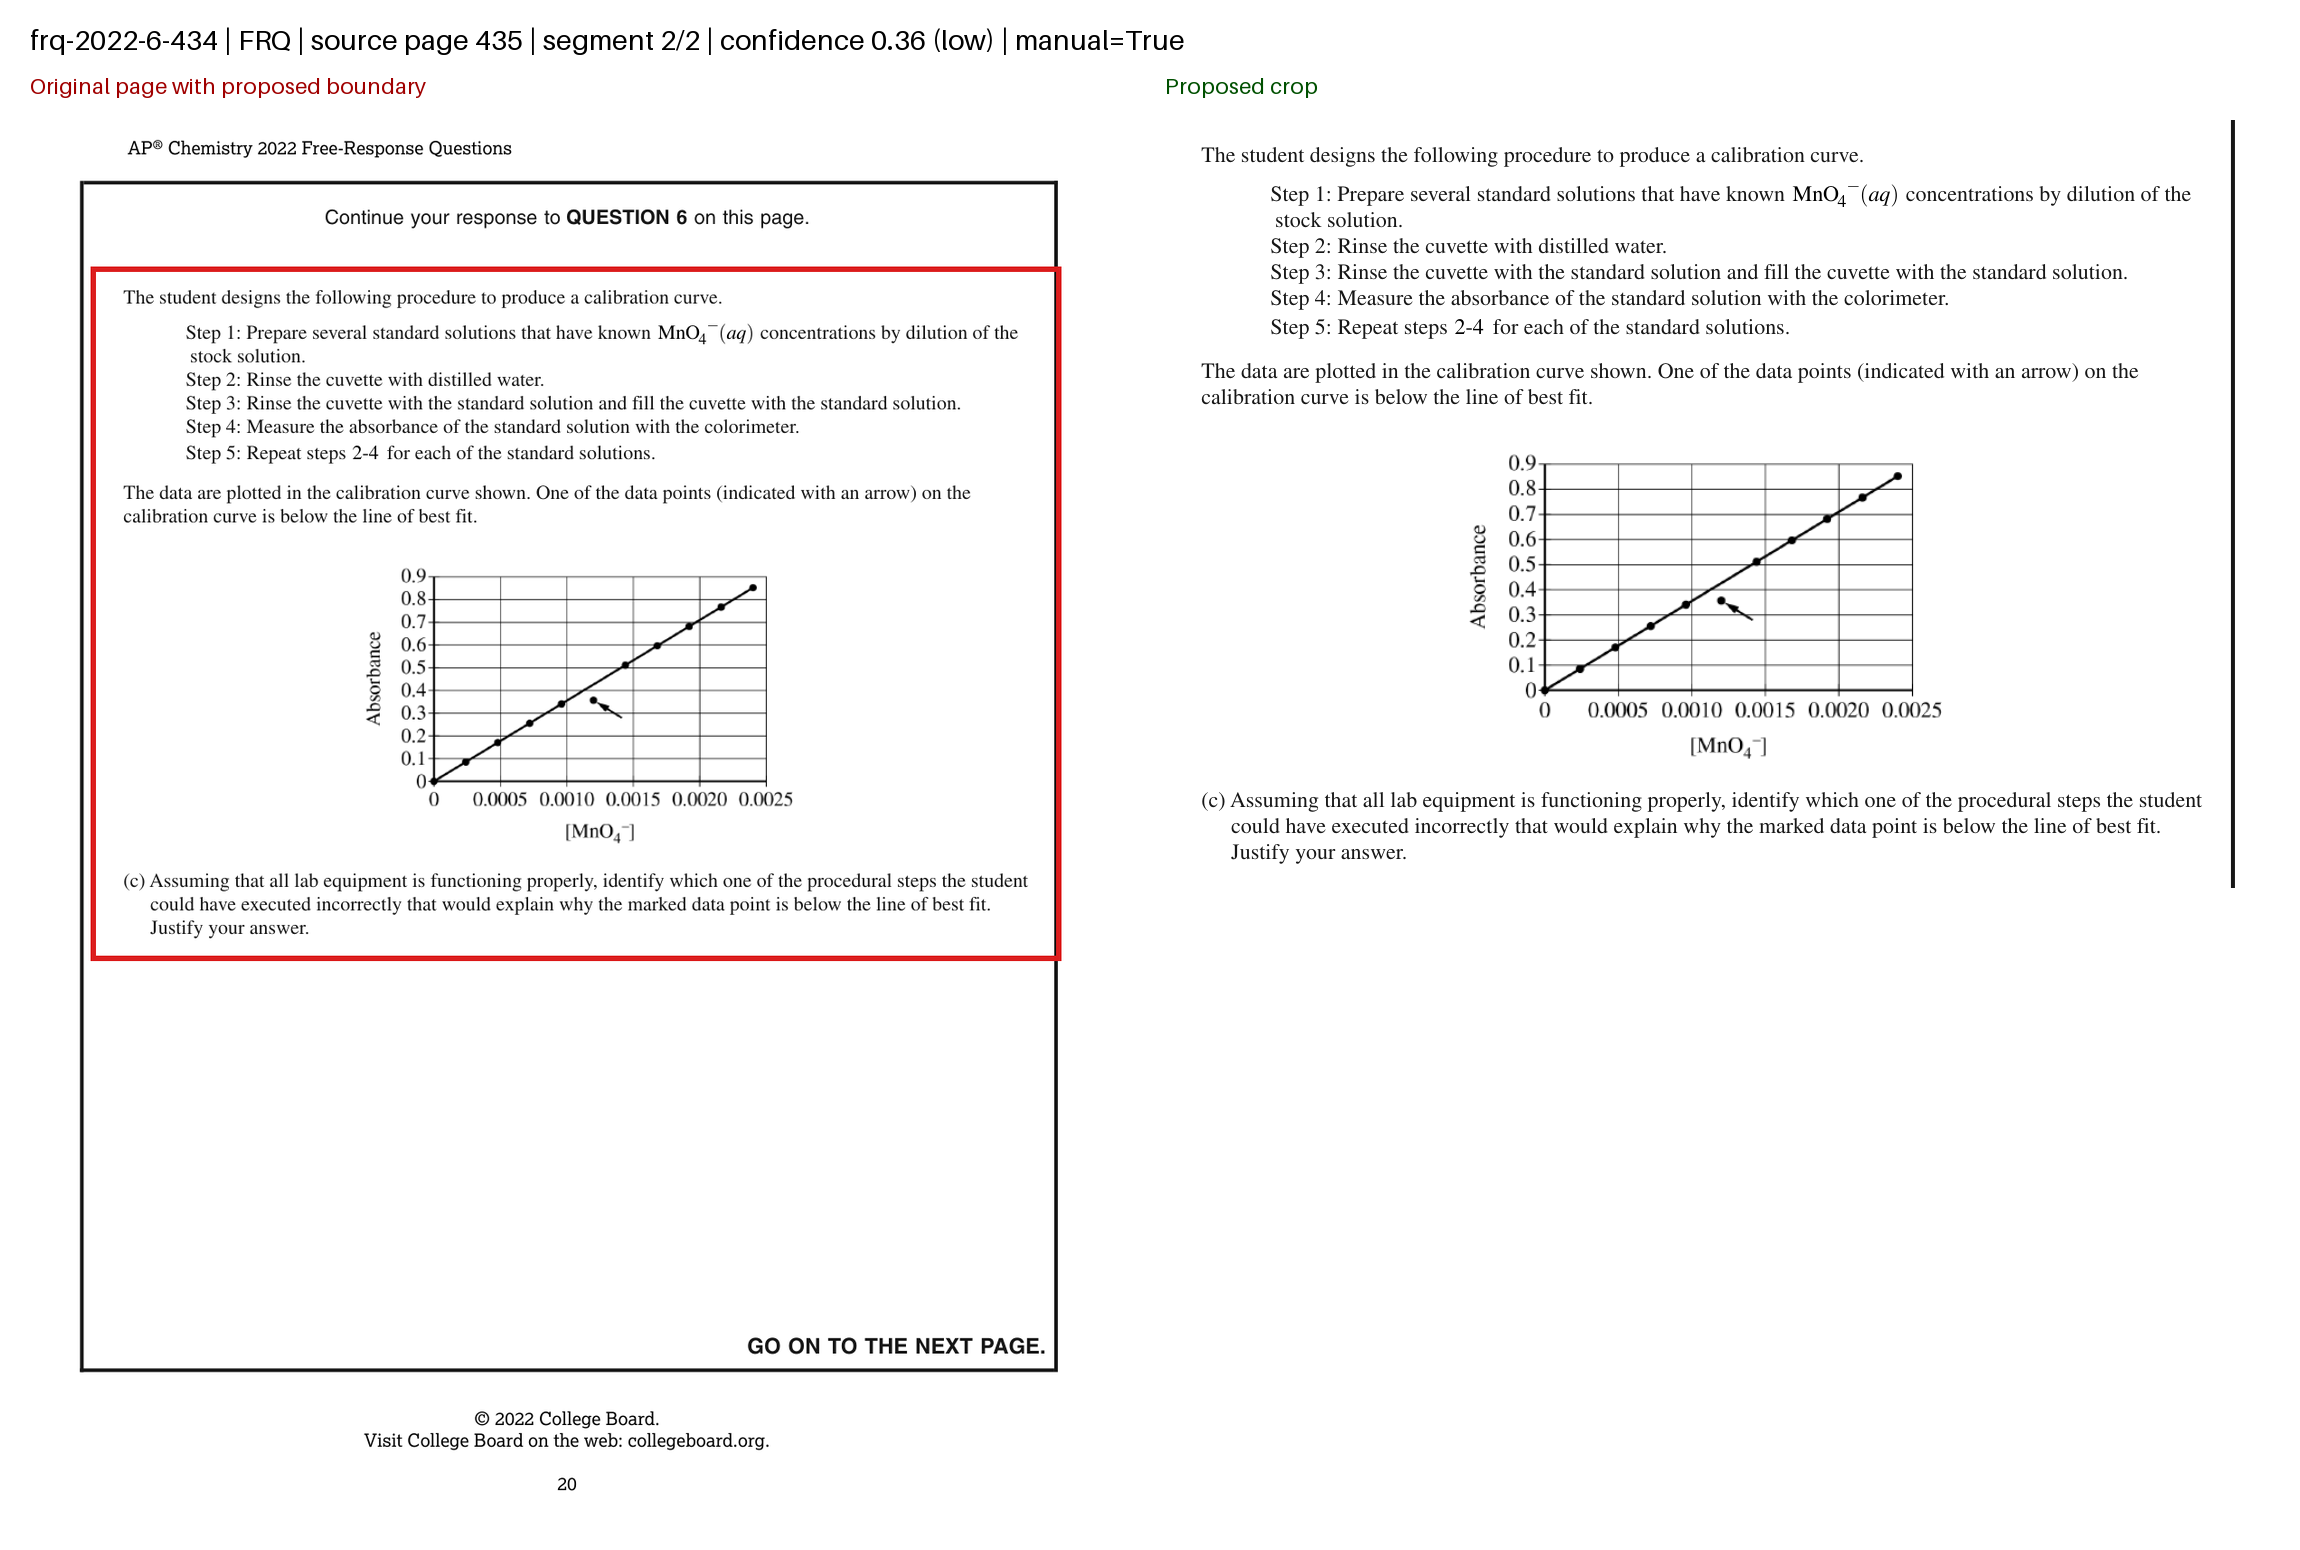 frq-2022-6-434 | FRQ | source page 435 | segment 2/2 | confidence 0.36 (low) | manual=True
Original page with proposed boundary
AP® Chemistry 2022 Free-Response Questions
Continue your response to QUESTION 6 on this page.
The student designs the following procedure to produce a calibration curve.
Step 1: Prepare several standard solutions that have known MnO₄⁻(aq) concentrations by dilution of the
stock solution.
Step 2: Rinse the cuvette with distilled water.
Step 3: Rinse the cuvette with the standard solution and fill the cuvette with the standard solution.
Step 4: Measure the absorbance of the standard solution with the colorimeter.
Step 5: Repeat steps 2-4 for each of the standard solutions.
The data are plotted in the calibration curve shown. One of the data points (indicated with an arrow) on the
calibration curve is below the line of best fit.
Absorbance
0.9
0.8
0.7
0.6
0.5
0.4
0.3
0.2
0.1
0
0 0.0005 0.0010 0.0015 0.0020 0.0025
[MnO₄⁻]
(c) Assuming that all lab equipment is functioning properly, identify which one of the procedural steps the student
could have executed incorrectly that would explain why the marked data point is below the line of best fit.
Justify your answer.
GO ON TO THE NEXT PAGE.
© 2022 College Board.
Visit College Board on the web: collegeboard.org.
20
Proposed crop
The student designs the following procedure to produce a calibration curve.
Step 1: Prepare several standard solutions that have known MnO₄⁻(aq) concentrations by dilution of the
stock solution.
Step 2: Rinse the cuvette with distilled water.
Step 3: Rinse the cuvette with the standard solution and fill the cuvette with the standard solution.
Step 4: Measure the absorbance of the standard solution with the colorimeter.
Step 5: Repeat steps 2-4 for each of the standard solutions.
The data are plotted in the calibration curve shown. One of the data points (indicated with an arrow) on the
calibration curve is below the line of best fit.
Absorbance
0.9
0.8
0.7
0.6
0.5
0.4
0.3
0.2
0.1
0
0 0.0005 0.0010 0.0015 0.0020 0.0025
[MnO₄⁻]
(c) Assuming that all lab equipment is functioning properly, identify which one of the procedural steps the student
could have executed incorrectly that would explain why the marked data point is below the line of best fit.
Justify your answer.